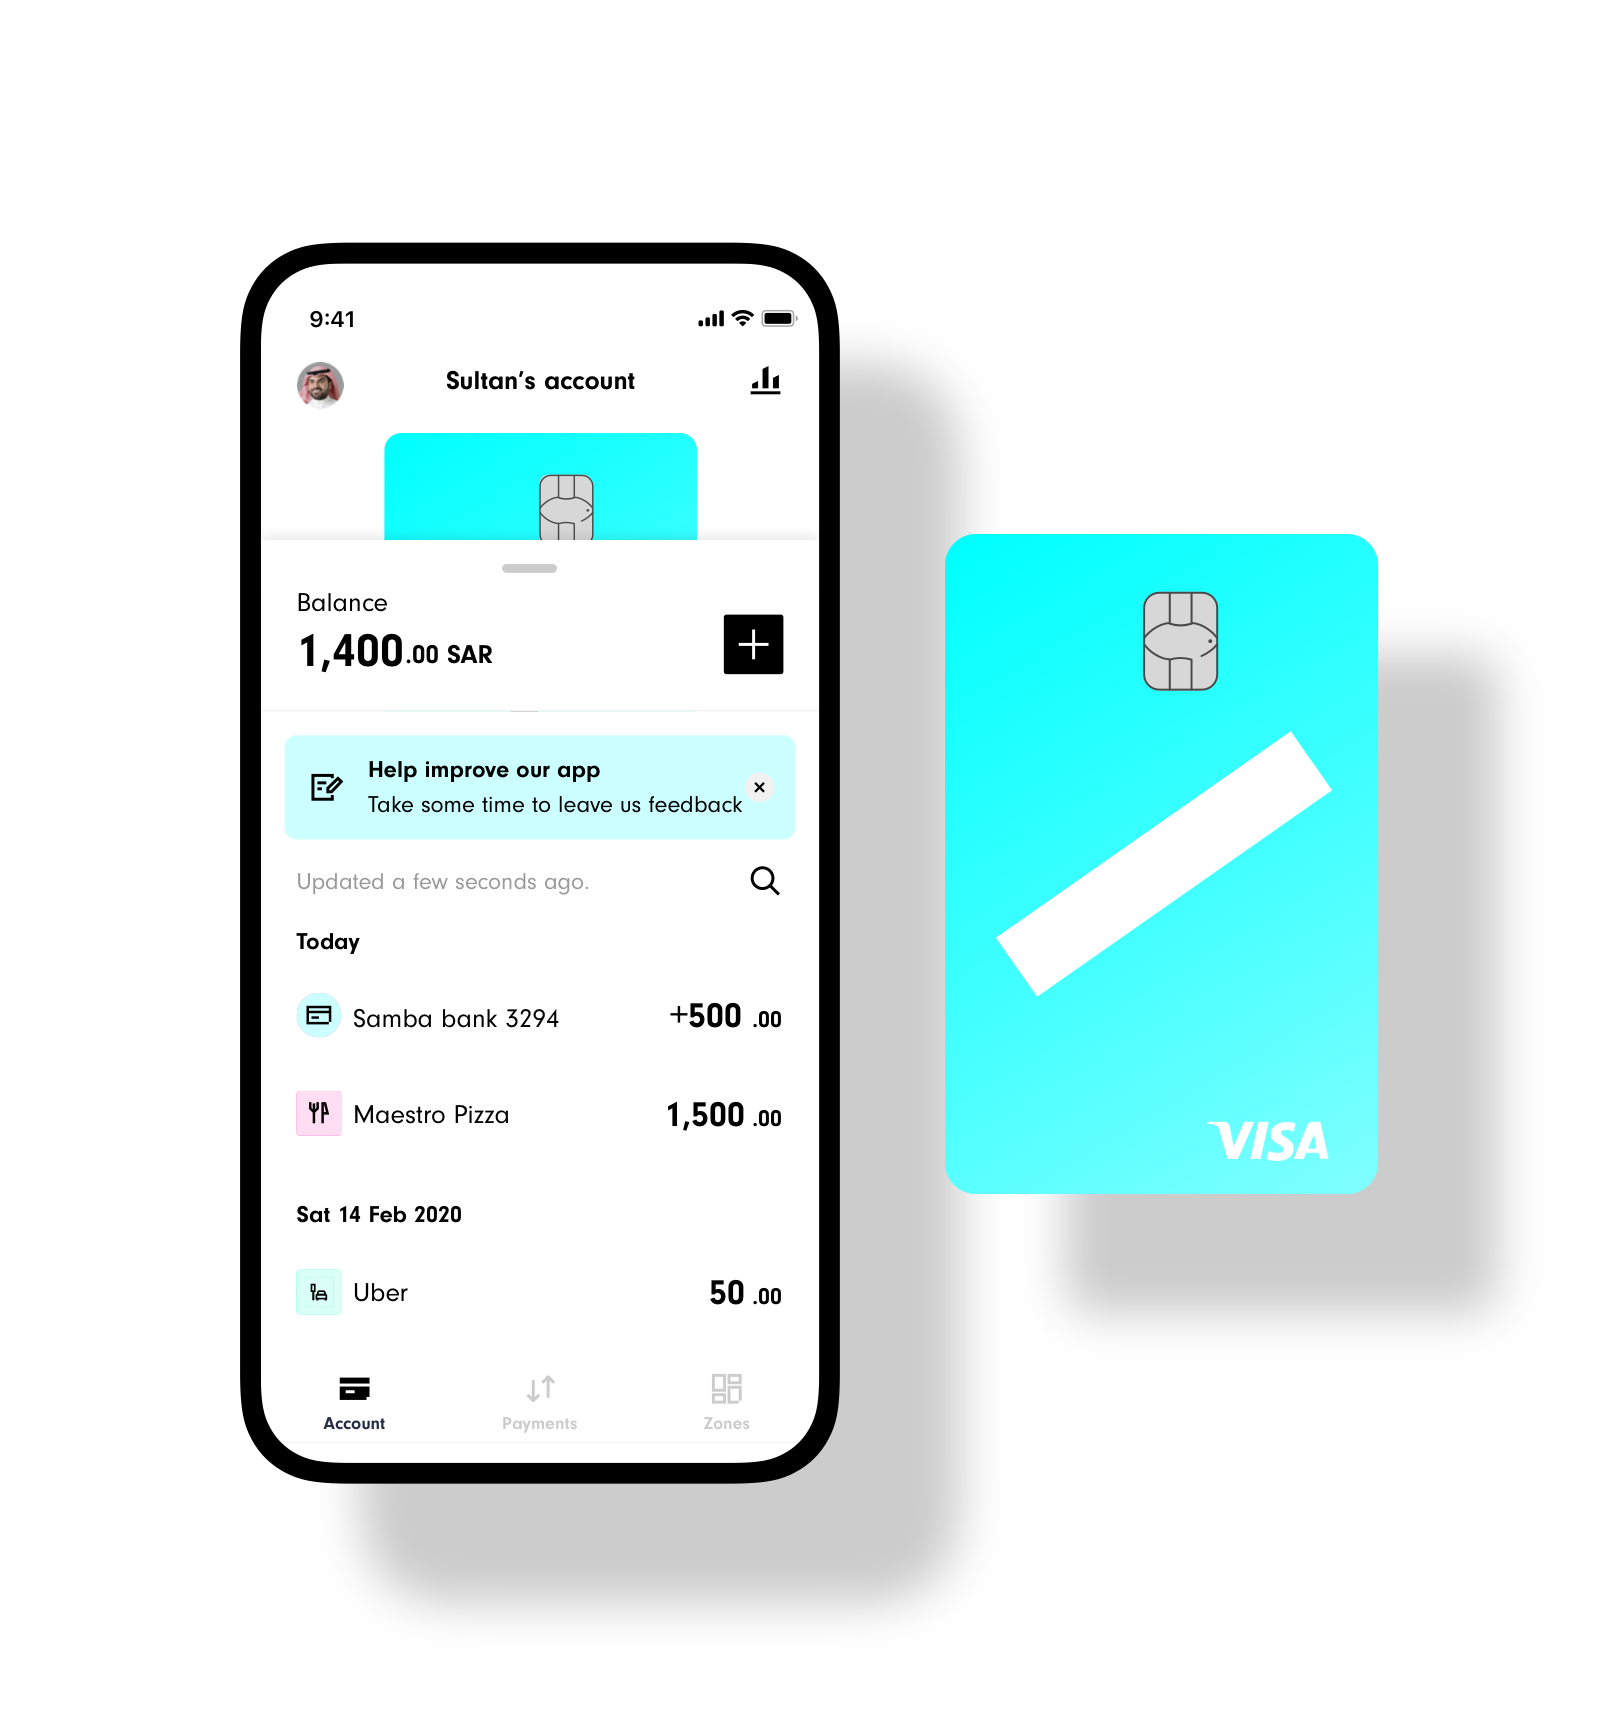 9:41
Sultan’s account
Balance
1,400.00 SAR
Help improve our app
Take some time to leave us feedback
Updated a few seconds ago.
Today
Samba bank 3294 +500 .00
Maestro Pizza 1,500 .00
Sat 14 Feb 2020
Uber 50 .00
Account Payments Zones
VISA